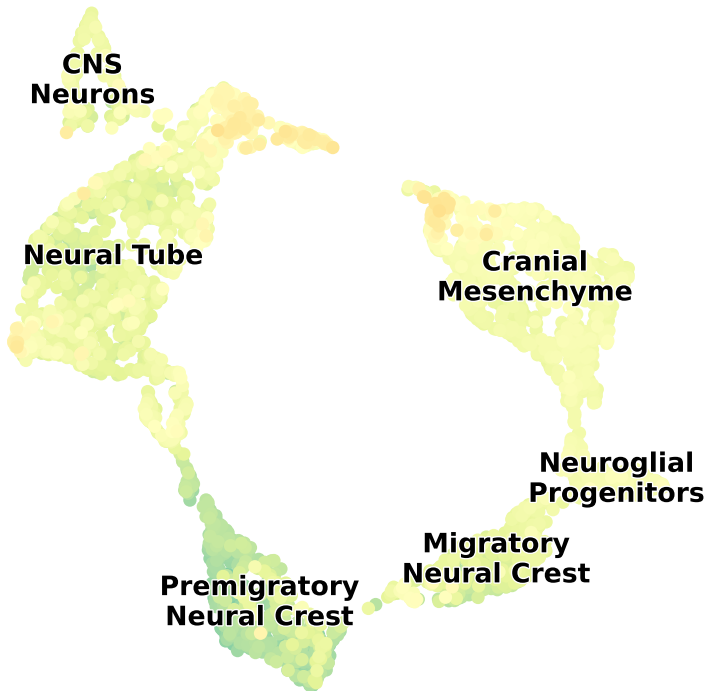 CNS
Neurons
Neural Tube
Cranial
Mesenchyme
Neuroglial
Progenitors
Migratory
Neural Crest
Premigratory
Neural Crest